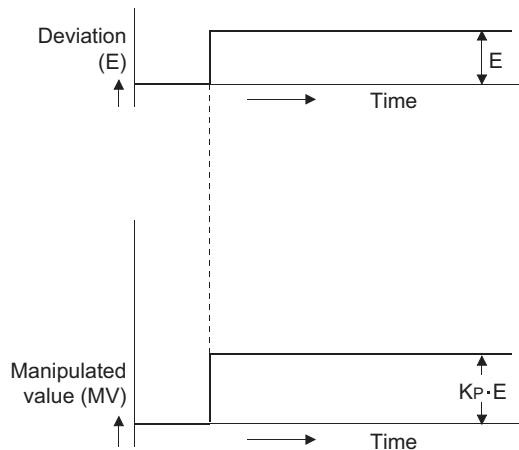 Deviation
(E)
E
Time
Manipulated
value (MV)
KP·E
Time